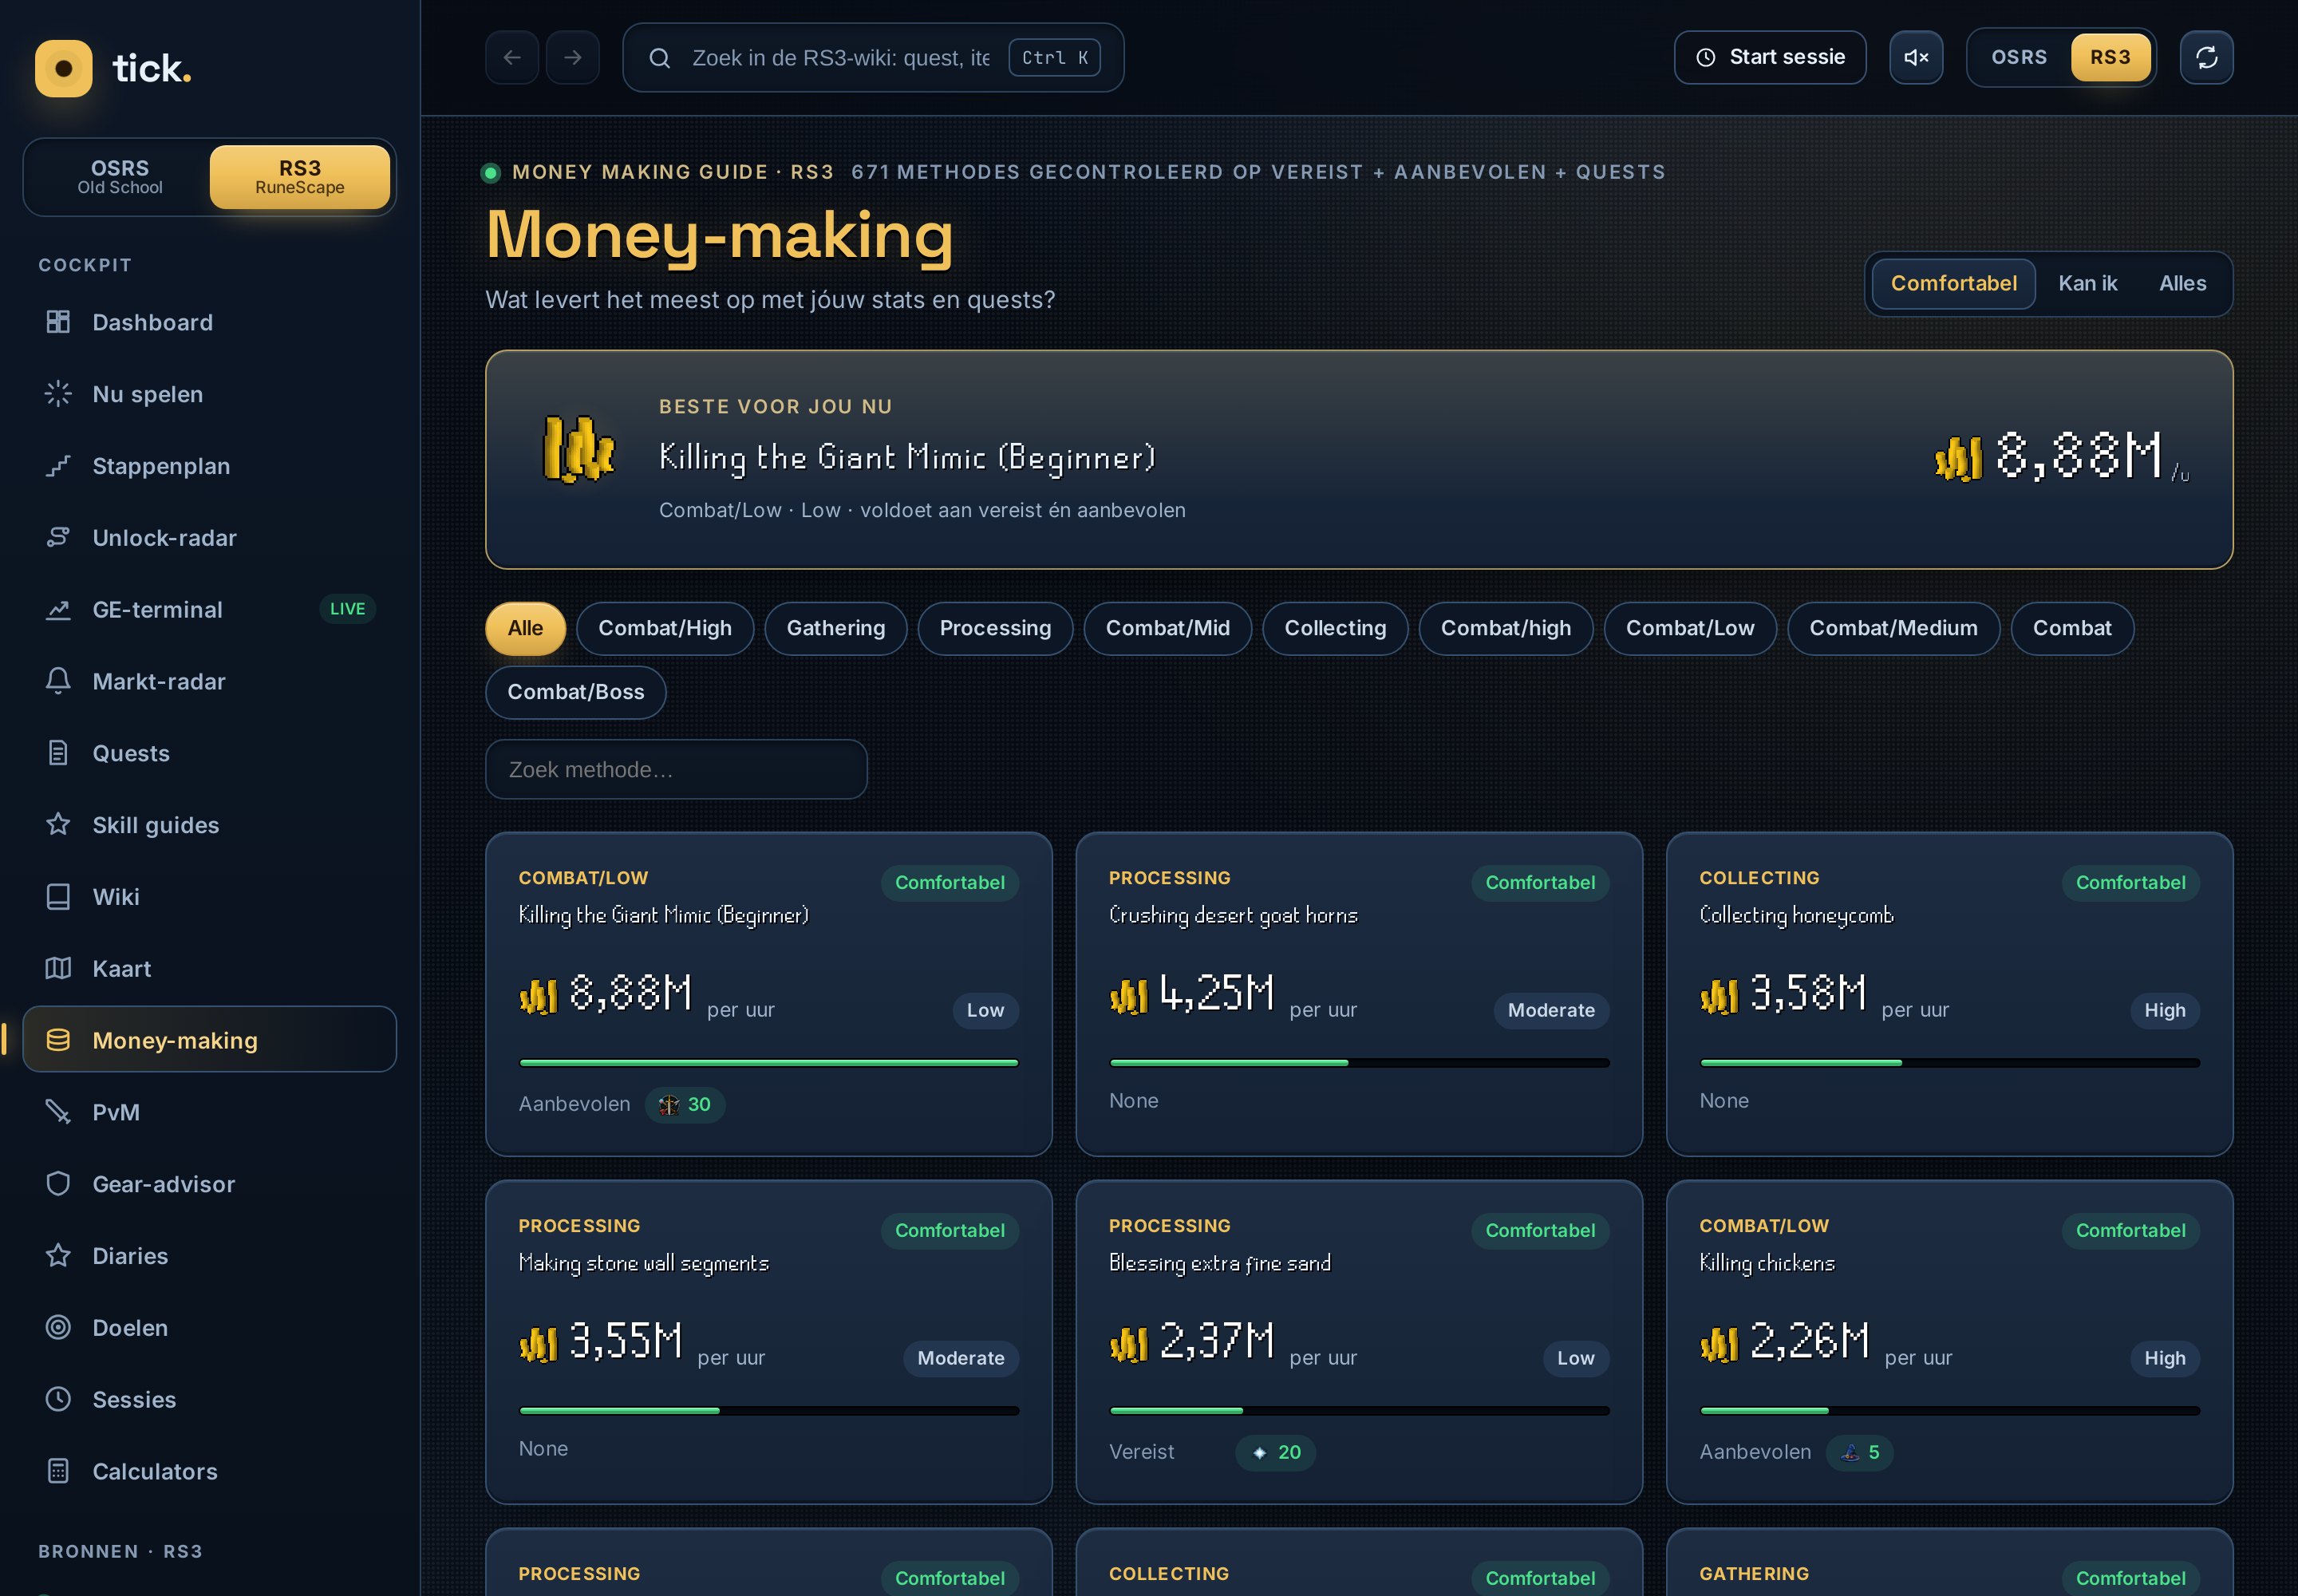 tick.
OSRS
Old School
RS3
RuneScape
COCKPIT
Dashboard
Nu spelen
Stappenplan
Unlock-radar
GE-terminal LIVE
Markt-radar
Quests
Skill guides
Wiki
Kaart
Money-making
PvM
Gear-advisor
Diaries
Doelen
Sessies
Calculators
BRONNEN · RS3
Zoek in de RS3-wiki: quest, ite Ctrl K
Start sessie
OSRS RS3
MONEY MAKING GUIDE · RS3 671 METHODES GECONTROLEERD OP VEREIST + AANBEVOLEN + QUESTS
Money-making
Wat levert het meest op met jóuw stats en quests?
Comfortabel Kan ik Alles
BESTE VOOR JOU NU
Killing the Giant Mimic (Beginner)
Combat/Low · Low · voldoet aan vereist én aanbevolen
8,88M /u
Alle Combat/High Gathering Processing Combat/Mid Collecting Combat/high Combat/Low Combat/Medium Combat
Combat/Boss
Zoek methode…
COMBAT/LOW Comfortabel
Killing the Giant Mimic (Beginner)
8,88M per uur Low
Aanbevolen 30
PROCESSING Comfortabel
Crushing desert goat horns
4,25M per uur Moderate
None
COLLECTING Comfortabel
Collecting honeycomb
3,58M per uur High
None
PROCESSING Comfortabel
Making stone wall segments
3,55M per uur Moderate
None
PROCESSING Comfortabel
Blessing extra fine sand
2,37M per uur Low
Vereist 20
COMBAT/LOW Comfortabel
Killing chickens
2,26M per uur High
Aanbevolen 5
PROCESSING Comfortabel
COLLECTING Comfortabel
GATHERING Comfortabel